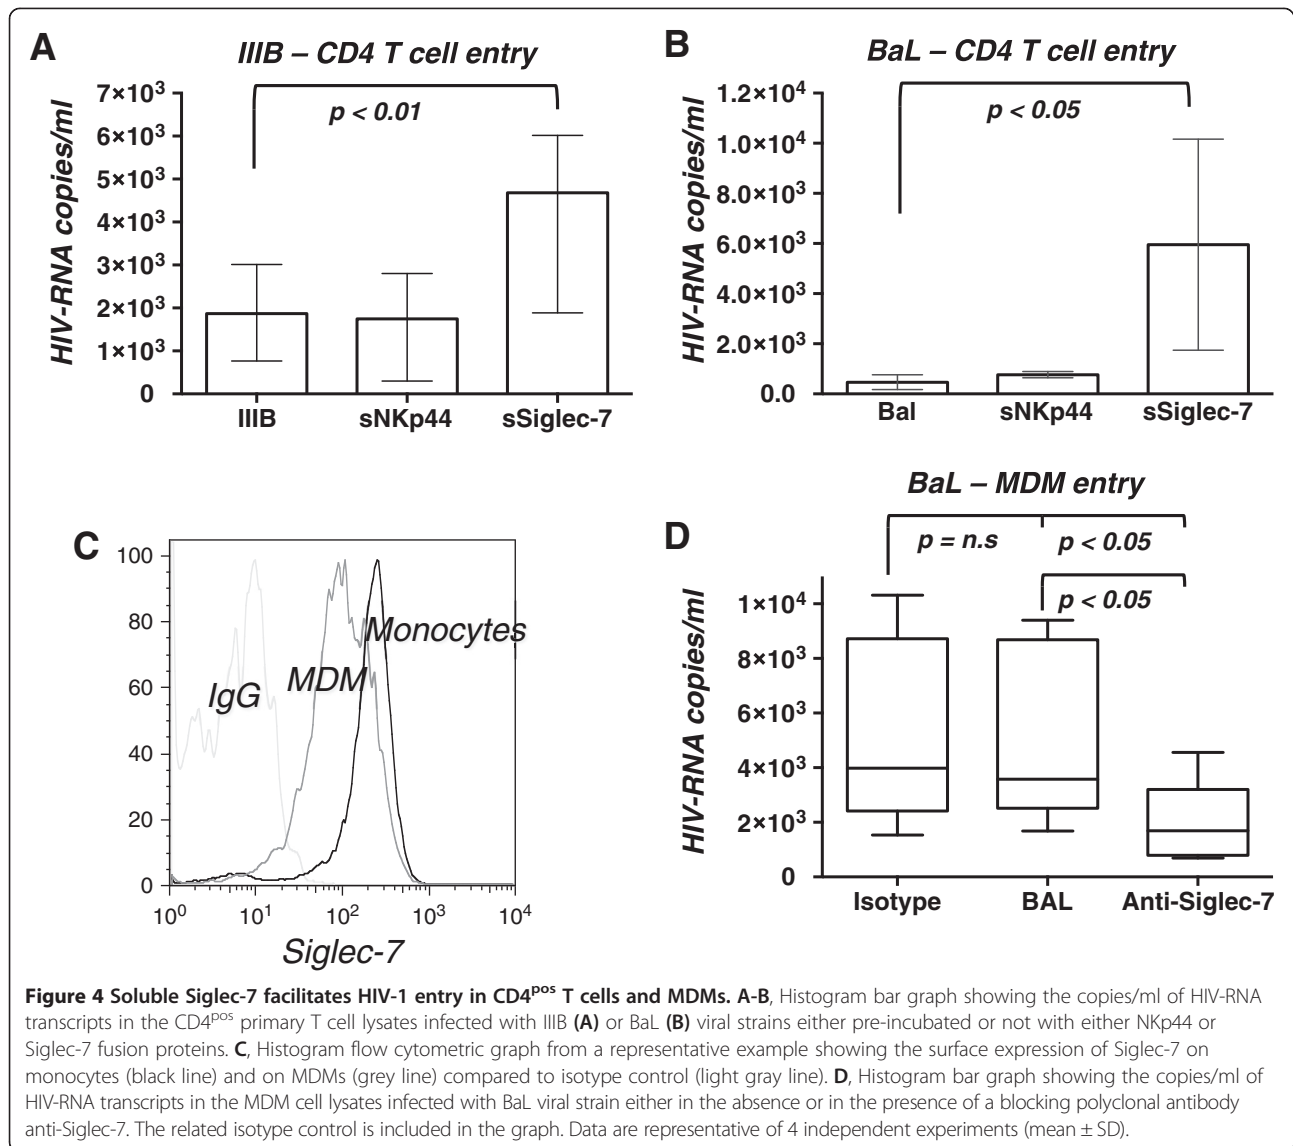 A
IIIB – CD4 T cell entry
HIV-RNA copies/ml
7×10³
6×10³
5×10³
4×10³
3×10³
2×10³
1×10³
0
p < 0.01
IIIB sNKp44 sSiglec-7
B
BaL – CD4 T cell entry
HIV-RNA copies/ml
1.2×10⁴
1.0×10⁴
8.0×10³
6.0×10³
4.0×10³
2.0×10³
0.0
p < 0.05
Bal sNKp44 sSiglec-7
C
100
80
60
40
20
0
IgG
MDM
Monocytes
10⁰ 10¹ 10² 10³ 10⁴
Siglec-7
D
BaL – MDM entry
p = n.s p < 0.05
p < 0.05
HIV-RNA copies/ml
1×10⁴
8×10³
6×10³
4×10³
2×10³
0
Isotype BAL Anti-Siglec-7
Figure 4 Soluble Siglec-7 facilitates HIV-1 entry in CD4ᵖᵒˢ T cells and MDMs. A-B, Histogram bar graph showing the copies/ml of HIV-RNA
transcripts in the CD4ᵖᵒˢ primary T cell lysates infected with IIIB (A) or BaL (B) viral strains either pre-incubated or not with either NKp44 or
Siglec-7 fusion proteins. C, Histogram flow cytometric graph from a representative example showing the surface expression of Siglec-7 on
monocytes (black line) and on MDMs (grey line) compared to isotype control (light gray line). D, Histogram bar graph showing the copies/ml of
HIV-RNA transcripts in the MDM cell lysates infected with BaL viral strain either in the absence or in the presence of a blocking polyclonal antibody
anti-Siglec-7. The related isotype control is included in the graph. Data are representative of 4 independent experiments (mean ± SD).